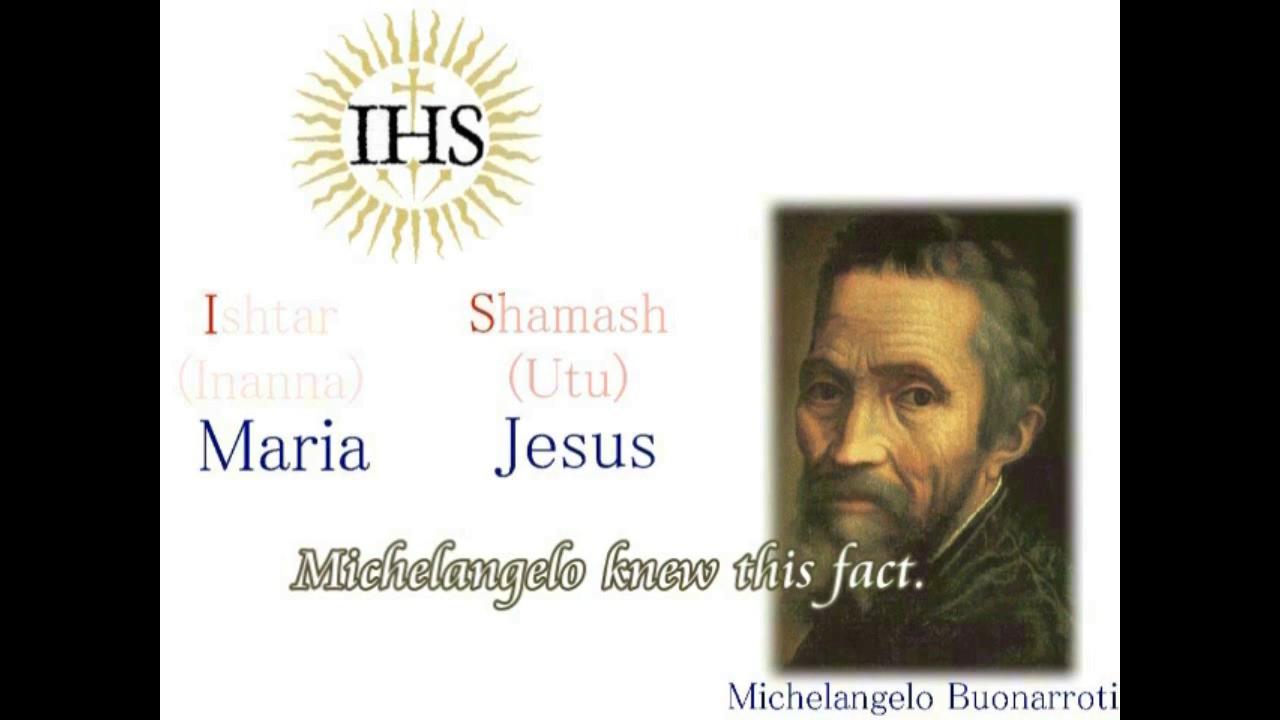 IHS
Ishtar
Shamash
(Inanna)
(Utu)
Maria
Jesus
Michelangelo knew this fact.
Michelangelo Buonarroti